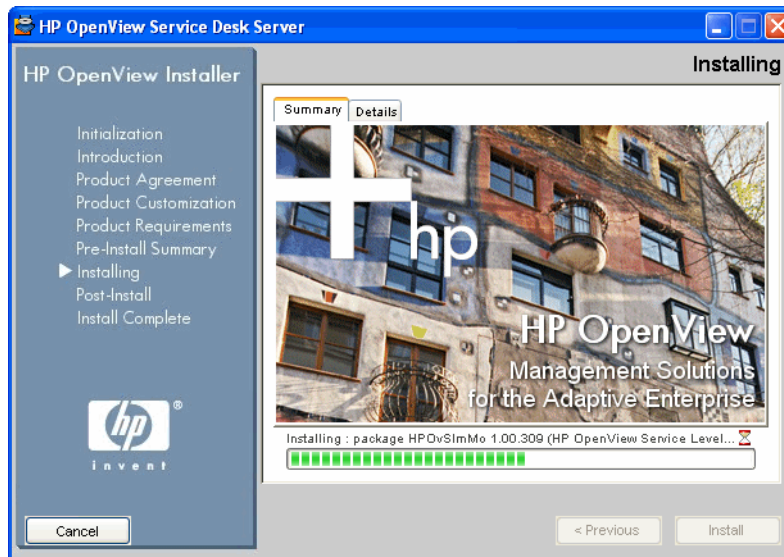 HP OpenView Service Desk Server
HP OpenView Installer
Installing
Initialization
Introduction
Product Agreement
Product Customization
Product Requirements
Pre-Install Summary
Installing
Post-Install
Install Complete
hp
®
invent
Cancel
Summary
Details
hp
HP OpenView
Management Solutions
for the Adaptive Enterprise
Installing : package HPOvSlmMo 1.00.309 (HP OpenView Service Level...
< Previous
Install